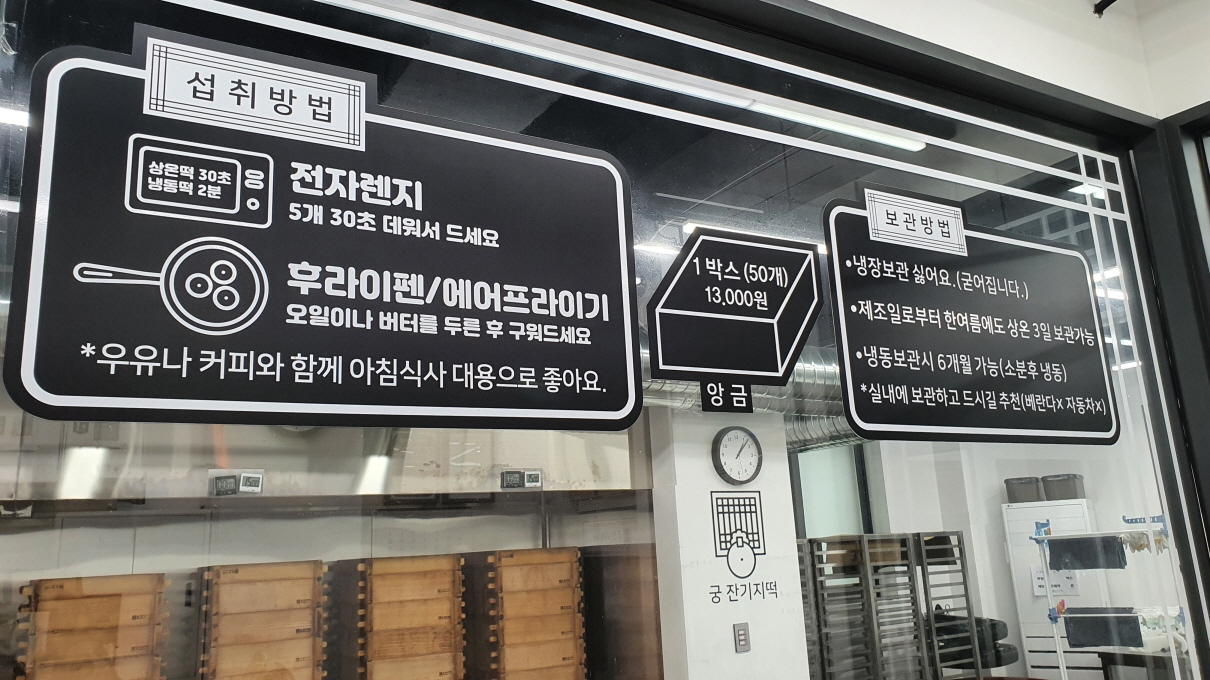 섭취방법
상온떡 30초
냉동떡 2분
전자렌지
5개 30초 데워서 드세요
후라이펜/에어프라이기
오일이나 버터를 두른 후 구워드세요
*우유나 커피와 함께 아침식사 대용으로 좋아요.
1박스(50개)
13,000원
앙금
궁 잔기지떡
보관방법
•냉장보관 싫어요.(굳어집니다.)
•제조일로부터 한여름에도 상온 3일 보관가능
•냉동보관시 6개월 가능(소분후 냉동)
*실내에 보관하고 드시길 추천(베란다x 자동차x)